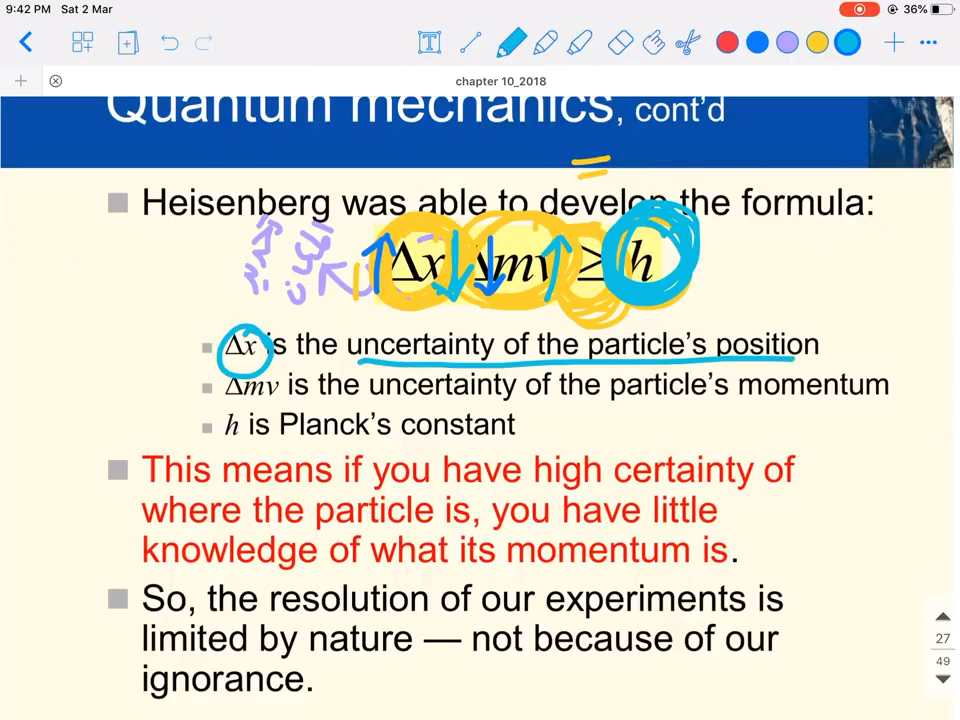 9:42 PM Sat 2 Mar 36%
chapter 10_2018
Quantum mechanics, cont'd
Heisenberg was able to develop the formula:
Δx Δmv ≥ h
Δx is the uncertainty of the particle's position
Δmv is the uncertainty of the particle's momentum
h is Planck's constant
This means if you have high certainty of
where the particle is, you have little
knowledge of what its momentum is.
So, the resolution of our experiments is
limited by nature — not because of our
ignorance.
27
49